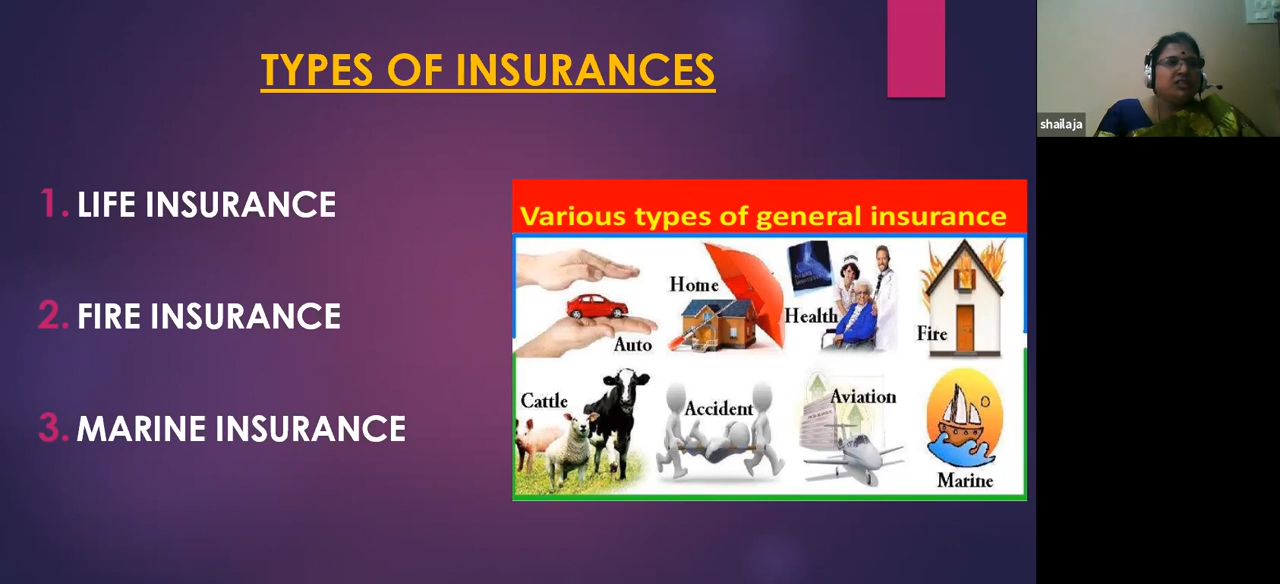 TYPES OF INSURANCES
1. LIFE INSURANCE
2. FIRE INSURANCE
3. MARINE INSURANCE
Various types of general insurance
Auto
Home
Health
Fire
Cattle
Accident
Aviation
Marine
shailaja